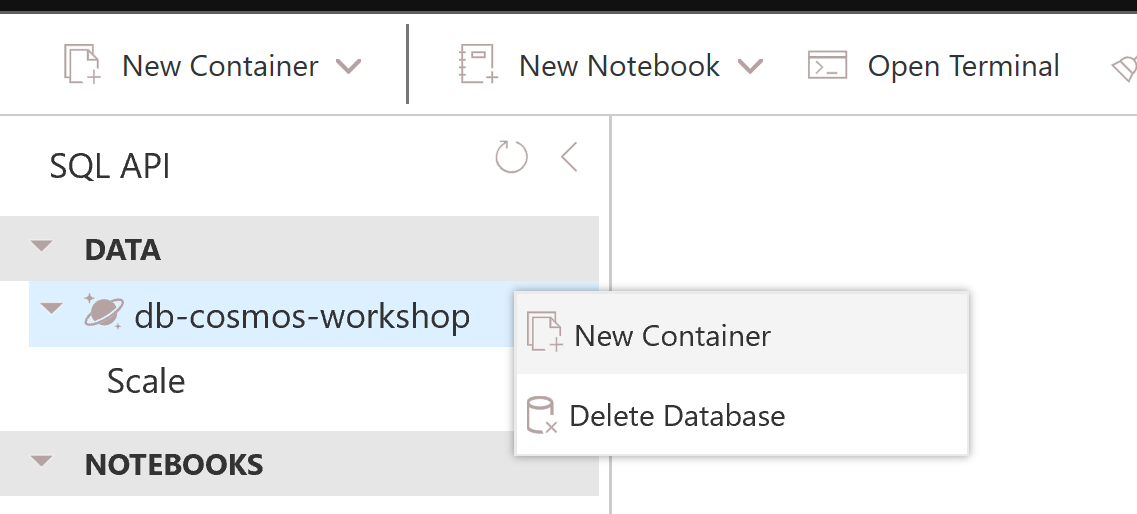 New Container
New Notebook
Open Terminal
SQL API
DATA
db-cosmos-workshop
New Container
Scale
Delete Database
NOTEBOOKS